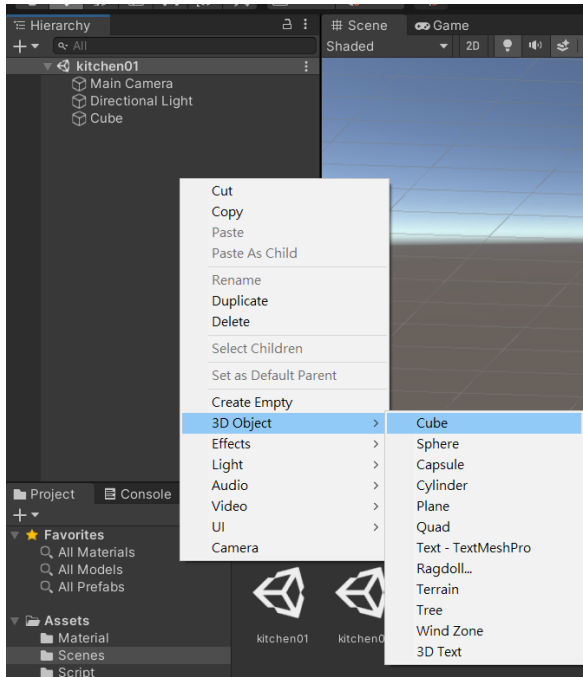 Hierarchy
Scene
Game
All
Shaded
2D
kitchen01
Main Camera
Directional Light
Cube
Cut
Copy
Paste
Paste As Child
Rename
Duplicate
Delete
Select Children
Set as Default Parent
Create Empty
3D Object
Effects
Light
Audio
Video
UI
Camera
Cube
Sphere
Capsule
Cylinder
Plane
Quad
Text - TextMeshPro
Ragdoll...
Terrain
Tree
Wind Zone
3D Text
Project
Console
Favorites
All Materials
All Models
All Prefabs
Assets
Material
Scenes
Script
kitchen01
kitchen0